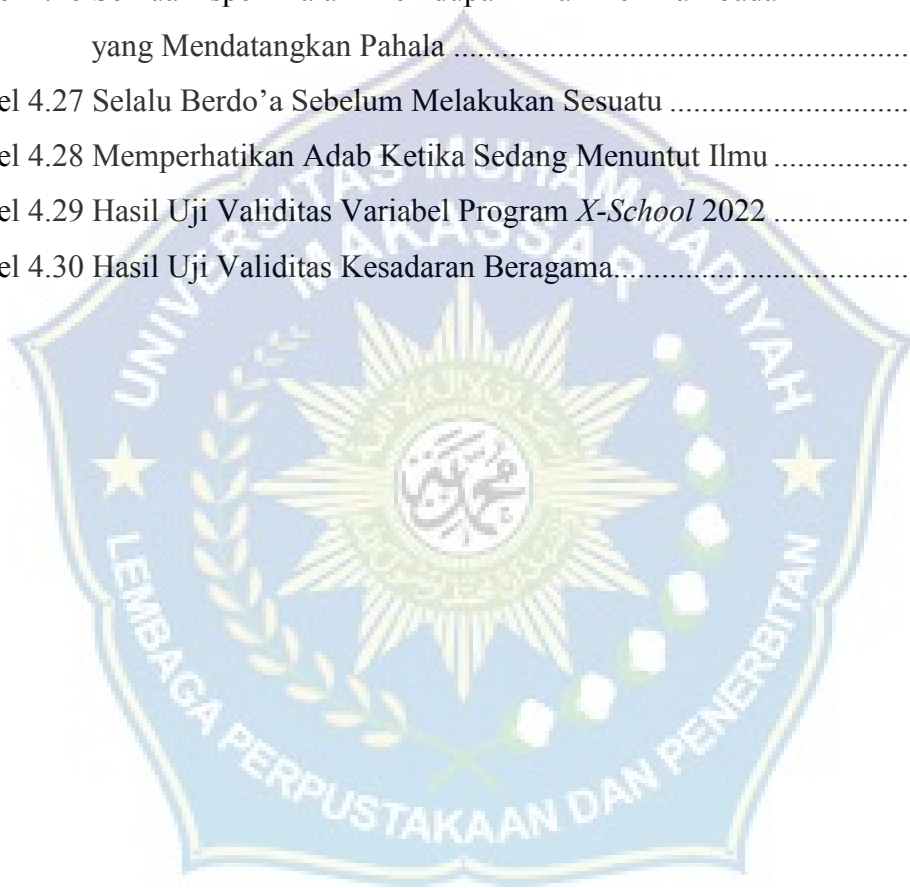 yang Mendatangkan Pahala ........................................................
el 4.27 Selalu Berdo’a Sebelum Melakukan Sesuatu ..............................
el 4.28 Memperhatikan Adab Ketika Sedang Menuntut Ilmu .................
el 4.29 Hasil Uji Validitas Variabel Program X-School 2022 .................
el 4.30 Hasil Uji Validitas Kesadaran Beragama.....................................
UNIVERSITAS MUHAMMADIYAH
MAKASSAR
LEMBAGA PERPUSTAKAAN DAN PENERBITAN